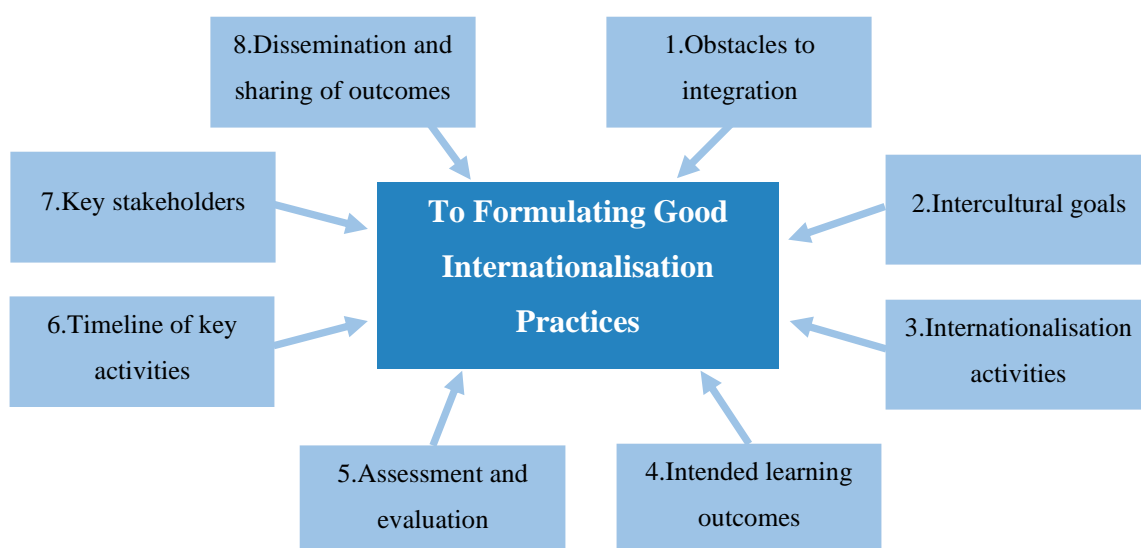 8.Dissemination and
sharing of outcomes
1.Obstacles to
integration
7.Key stakeholders
To Formulating Good
Internationalisation
Practices
2.Intercultural goals
6.Timeline of key
activities
3.Internationalisation
activities
5.Assessment and
evaluation
4.Intended learning
outcomes